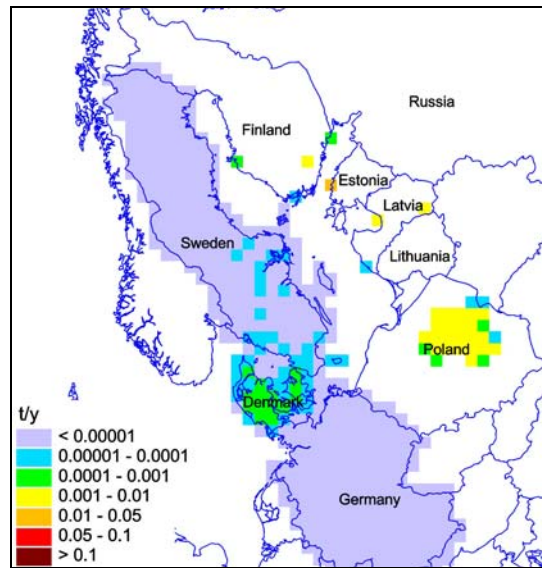 Russia
Finland
Estonia
Latvia
Sweden
Lithuania
Poland
Denmark
Germany
t/y
< 0.00001
0.00001 - 0.0001
0.0001 - 0.001
0.001 - 0.01
0.01 - 0.05
0.05 - 0.1
> 0.1